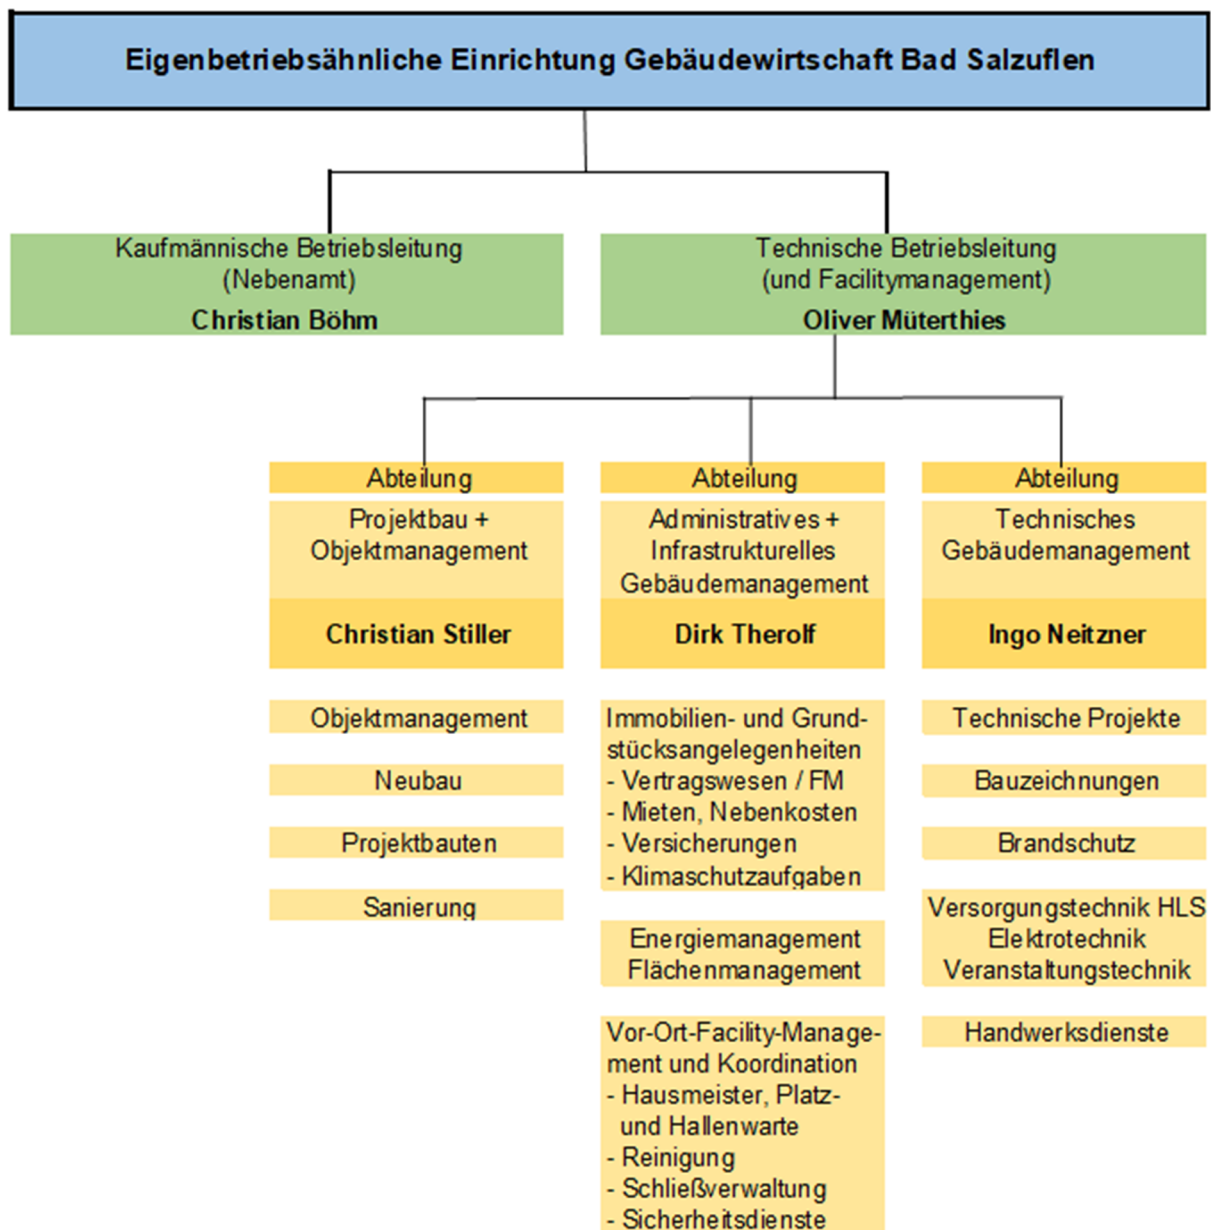 Eigenbetriebsähnliche Einrichtung Gebäudewirtschaft Bad Salzuflen
Kaufmännische Betriebsleitung
(Nebenamt)
Christian Böhm
Technische Betriebsleitung
(und Facilitymanagement)
Oliver Müterthies
Abteilung
Projektbau +
Objektmanagement
Christian Stiller
Objektmanagement
Neubau
Projektbauten
Sanierung
Abteilung
Administratives +
Infrastrukturelles
Gebäudemanagement
Dirk Therolf
Immobilien- und Grund-
stücksangelegenheiten
- Vertragswesen / FM
- Mieten, Nebenkosten
- Versicherungen
- Klimaschutzaufgaben
Energiemanagement
Flächenmanagement
Vor-Ort-Facility-Manage-
ment und Koordination
- Hausmeister, Platz-
und Hallenwarte
- Reinigung
- Schließverwaltung
- Sicherheitsdienste
Abteilung
Technisches
Gebäudemanagement
Ingo Neitzner
Technische Projekte
Bauzeichnungen
Brandschutz
Versorgungstechnik HLS
Elektrotechnik
Veranstaltungstechnik
Handwerksdienste